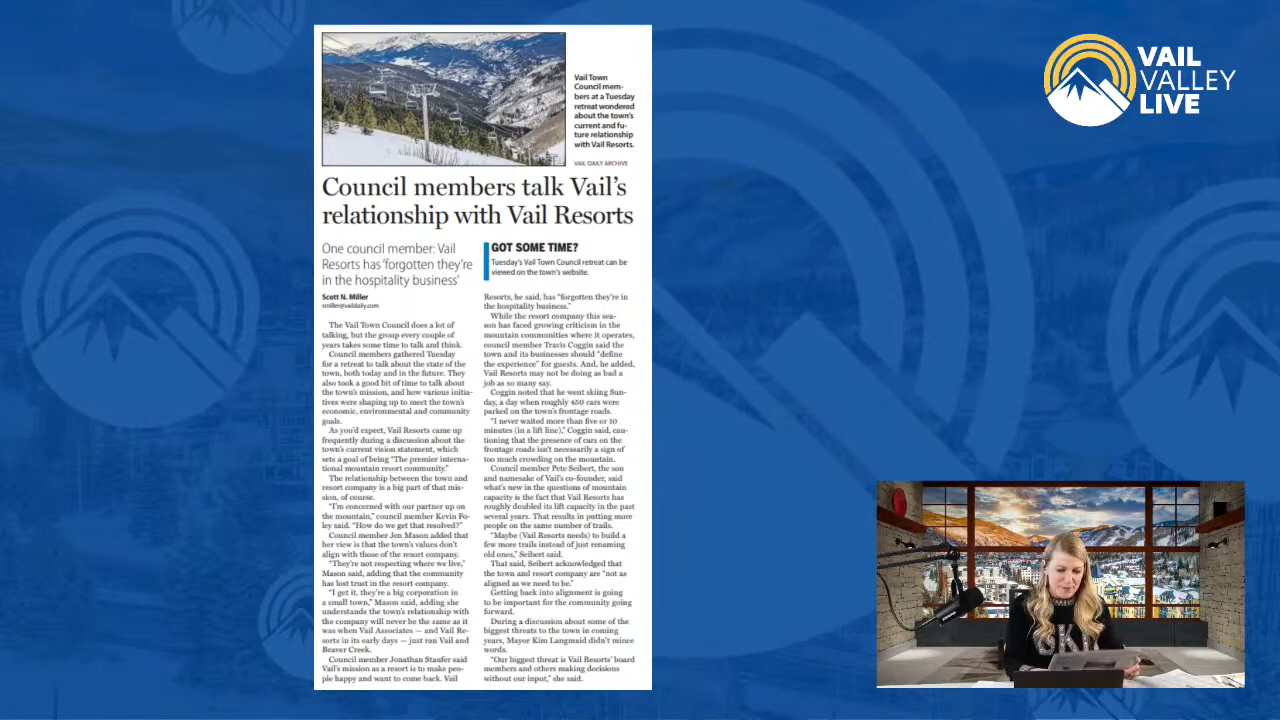 Vail Town
Council mem-
bers at a Tuesday
retreat wondered
about the town's
current and fu-
ture relationship
with Vail Resorts.
VAIL DAILY ARCHIVE
Council members talk Vail's
relationship with Vail Resorts
One council member: Vail
Resorts has 'forgotten they're
in the hospitality business'
Scott N. Miller
smiller@vaildaily.com
The Vail Town Council does a lot of
talking, but the group every couple of
years takes some time to talk and think.
Council members gathered Tuesday
for a retreat to talk about the state of the
town, both today and in the future. They
also took a good bit of time to talk about
the town's mission, and how various initia-
tives were shaping up to meet the town's
economic, environmental and community
goals.
As you'd expect, Vail Resorts came up
frequently during a discussion about the
town's current vision statement, which
sets a goal of being "The premier interna-
tional mountain resort community."
The relationship between the town and
resort company is a big part of that mis-
sion, of course.
"I'm concerned with our partner up on
the mountain," council member Kevin Fo-
ley said. "How do we get that resolved?"
Council member Jen Mason added that
her view is that the town's values don't
align with those of the resort company.
"They're not respecting where we live,"
Mason said, adding that the community
has lost trust in the resort company.
"I get it, they're a big corporation in
a small town," Mason said, adding she
understands the town's relationship with
the company will never be the same as it
was when Vail Associates — and Vail Re-
sorts in its early days — just ran Vail and
Beaver Creek.
Council member Jonathan Staufer said
Vail's mission as a resort is to make peo-
ple happy and want to come back. Vail
GOT SOME TIME?
Tuesday's Vail Town Council retreat can be
viewed on the town's website.
Resorts, he said, has "forgotten they're in
the hospitality business."
While the resort company this sea-
son has faced growing criticism in the
mountain communities where it operates,
council member Travis Coggin said the
town and its businesses should "define
the experience" for guests. And, he added,
Vail Resorts may not be doing as bad a
job as so many say.
Coggin noted that he went skiing Sun-
day, a day when roughly 450 cars were
parked on the town's frontage roads.
"I never waited more than five or 10
minutes (in a lift line)," Coggin said, cau-
tioning that the presence of cars on the
frontage roads isn't necessarily a sign of
too much crowding on the mountain.
Council member Pete Seibert, the son
and namesake of Vail's co-founder, said
what's new in the questions of mountain
capacity is the fact that Vail Resorts has
roughly doubled its lift capacity in the past
several years. That results in putting more
people on the same number of trails.
"Maybe (Vail Resorts needs) to build a
few more trails instead of just renaming
old ones," Seibert said.
That said, Seibert acknowledged that
the town and resort company are "not as
aligned as we need to be."
Getting back into alignment is going
to be important for the community going
forward.
During a discussion about some of the
biggest threats to the town in coming
years, Mayor Kim Langmaid didn't mince
words.
"Our biggest threat is Vail Resorts' board
members and others making decisions
without our input," she said.
VAIL
VALLEY
LIVE